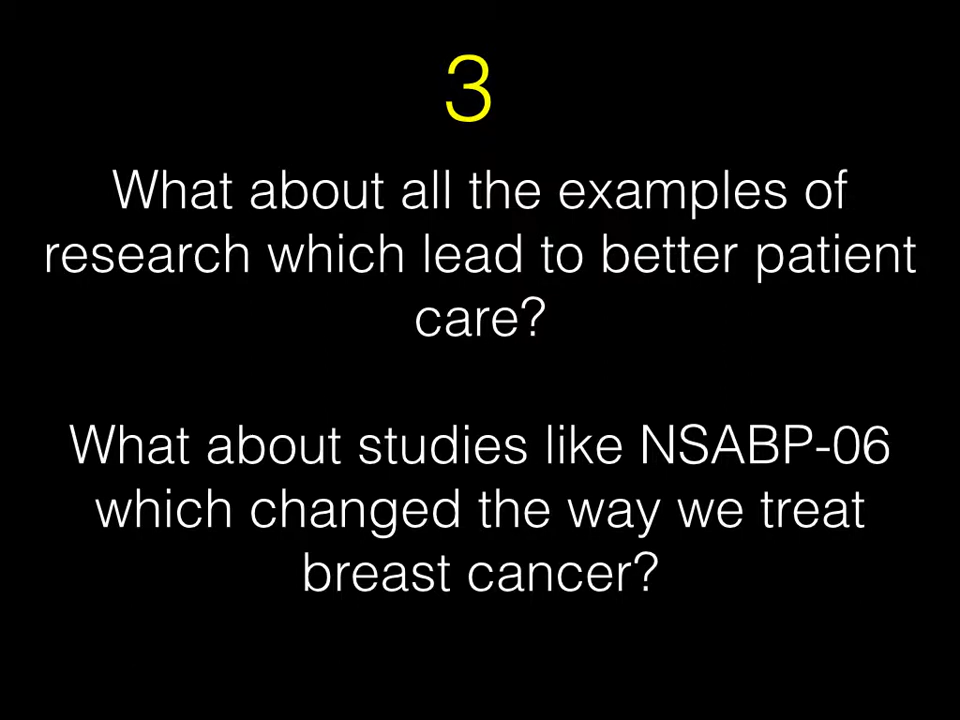 3
What about all the examples of
research which lead to better patient
care?
What about studies like NSABP-06
which changed the way we treat
breast cancer?